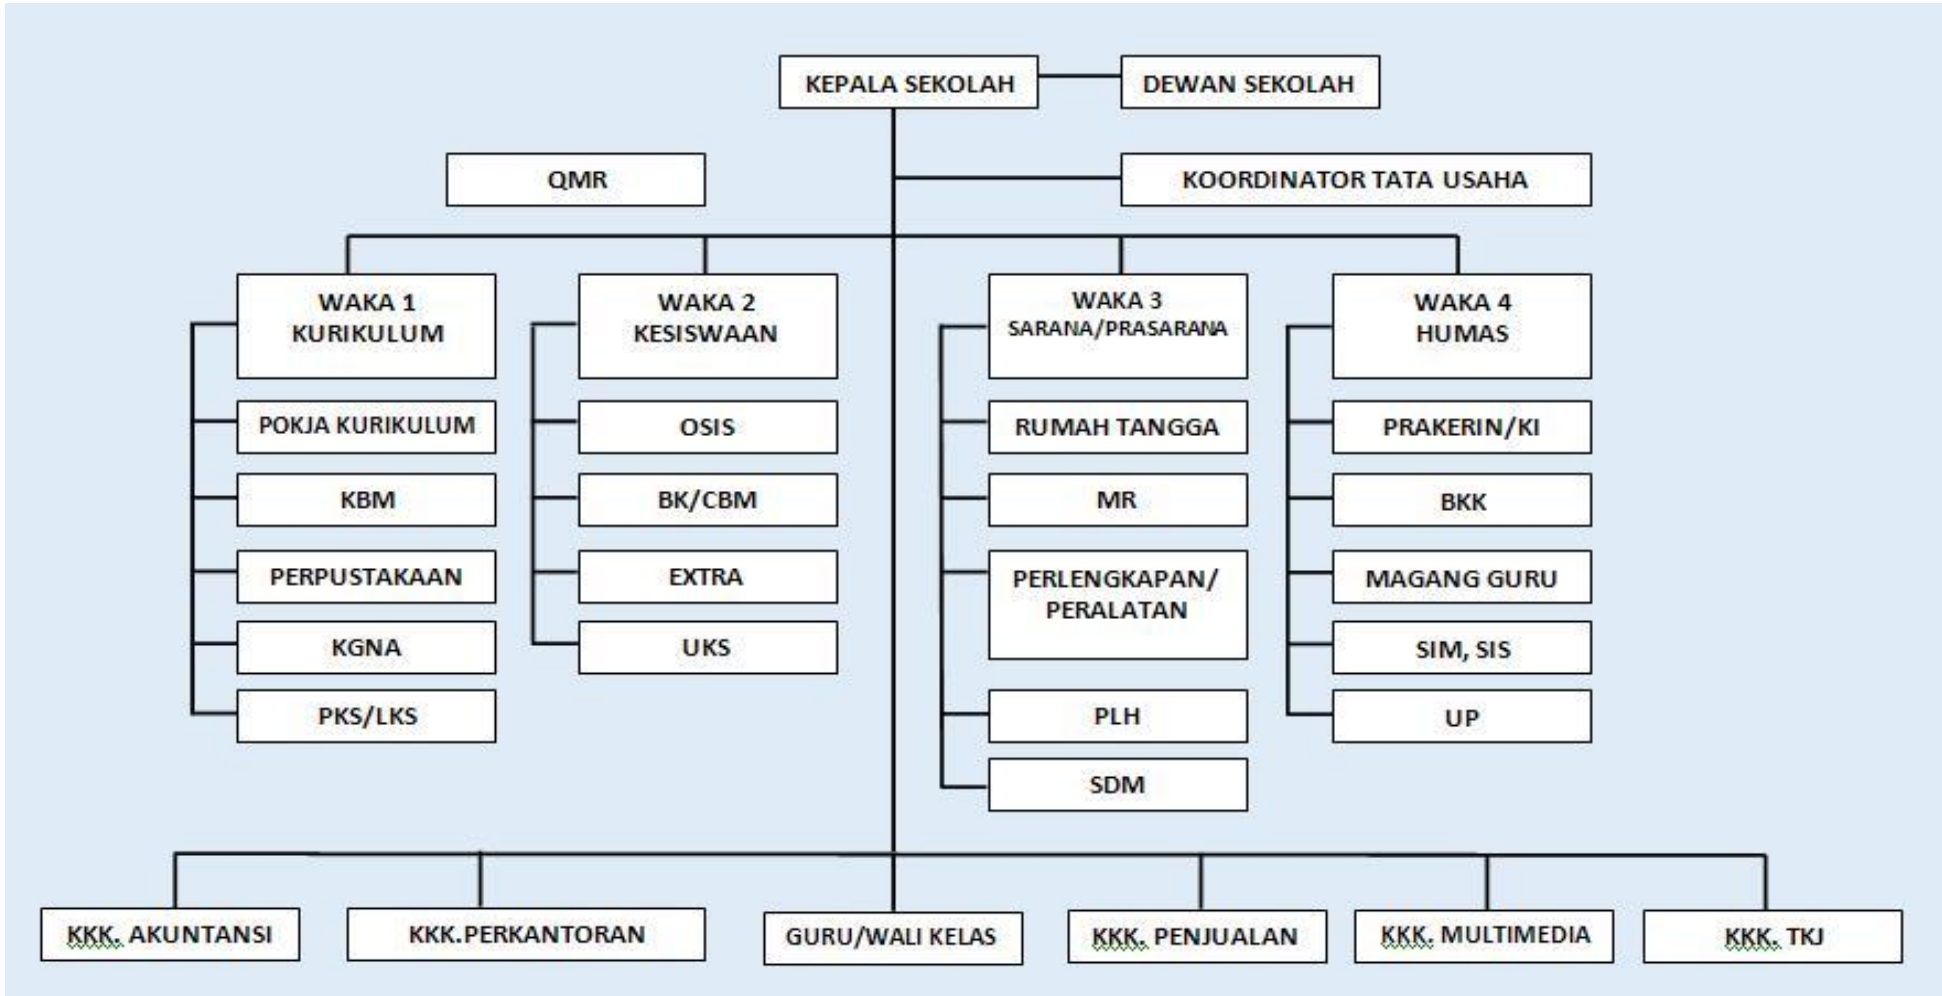 KEPALA SEKOLAH
DEWAN SEKOLAH
QMR
KOORDINATOR TATA USAHA
WAKA 1
KURIKULUM
POKJA KURIKULUM
KBM
PERPUSTAKAAN
KGNA
PKS/LKS
WAKA 2
KESISWAAN
OSIS
BK/CBM
EXTRA
UKS
WAKA 3
SARANA/PRASARANA
RUMAH TANGGA
MR
PERLENGKAPAN/
PERALATAN
PLH
SDM
WAKA 4
HUMAS
PRAKERIN/KI
BKK
MAGANG GURU
SIM, SIS
UP
KKK. AKUNTANSI
KKK.PERKANTORAN
GURU/WALI KELAS
KKK. PENJUALAN
KKK. MULTIMEDIA
KKK. TKJ